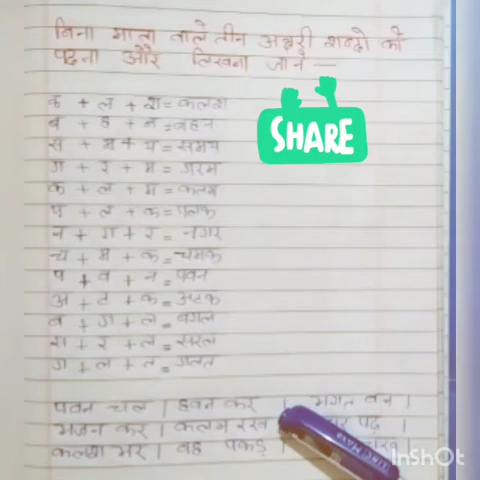 बिना मात्रा वाले तीन अक्षरी शब्दो को
पढ़ना और लिखना जाने —
SHARE
क + ल + श = कलश
ब + ह + न = बहन
स + म + य = समय
ग + र + म = गरम
क + ल + म = कलम
प + ल + क = पलक
न + ग + र = नगर
च + म + क = चमक
प + व + न = पवन
अ + ट + क = अटक
ब + ग + ल = बगल
स + र + ल = सरल
ग + ल + त = गलत
पवन चल । हवन कर । भगत बन ।
भजन कर । कलम रख पढ़ ।
कलश भर । वह पकड़ ।
InShOt